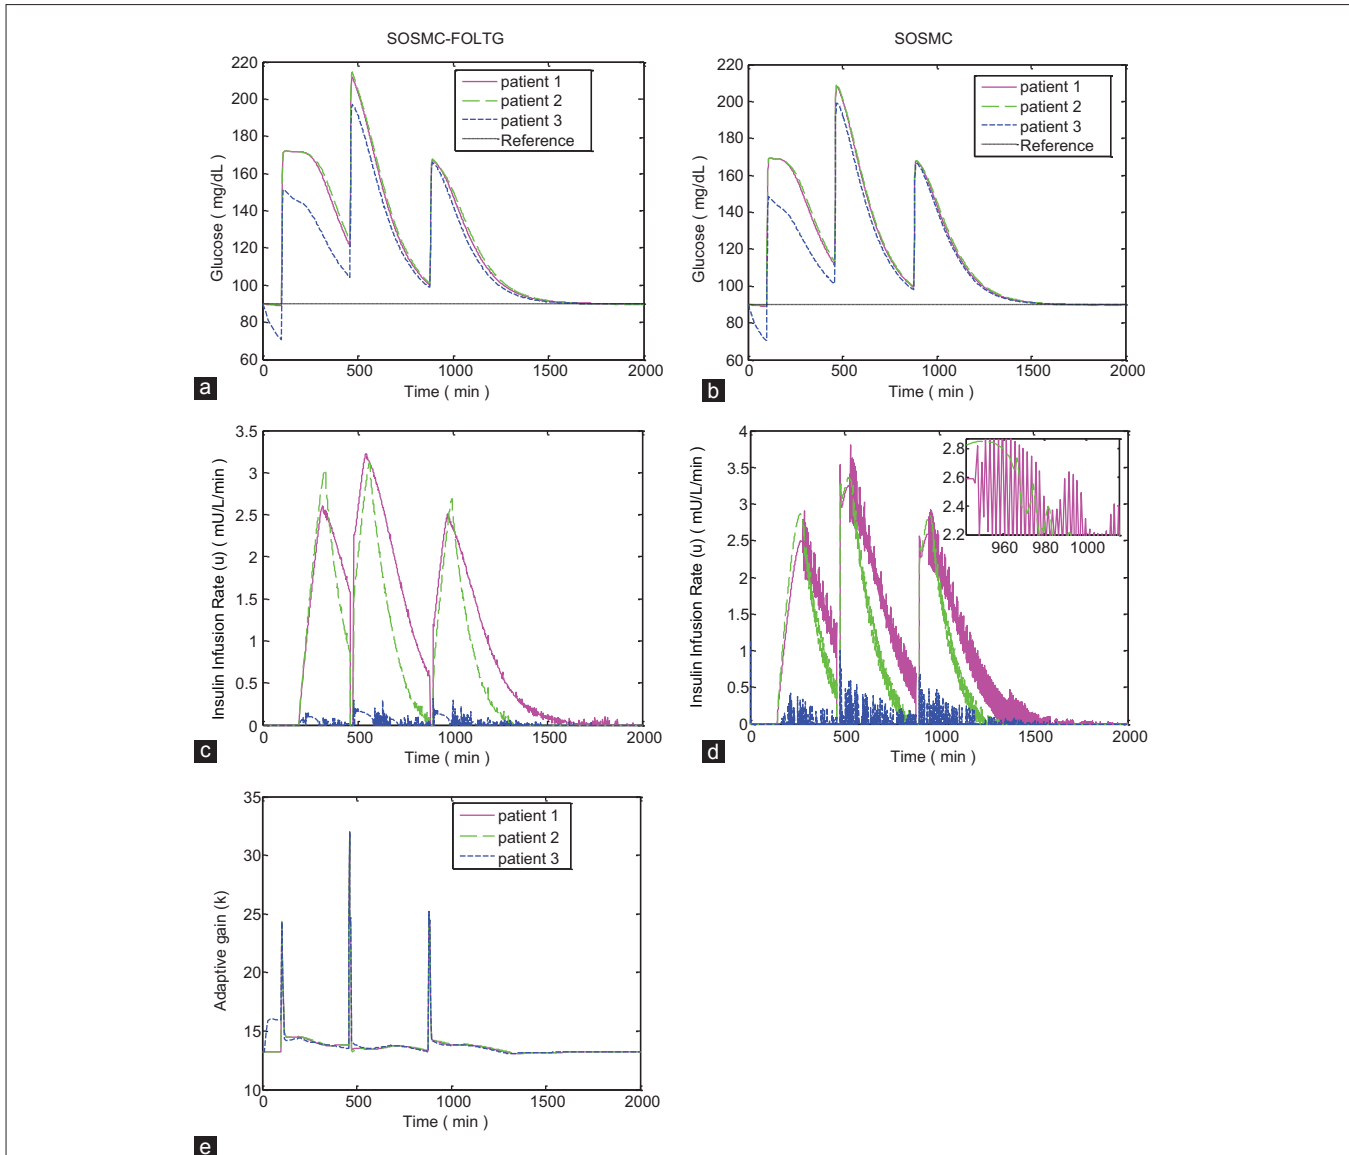 SOSMC-FOLTG
220
200
180
160
140
120
100
80
60
Glucose ( mg/dL )
patient 1
patient 2
patient 3
Reference
0
500
1000
1500
2000
Time ( min )
a
SOSMC
220
200
180
160
140
120
100
80
60
Glucose ( mg/dL )
patient 1
patient 2
patient 3
Reference
0
500
1000
1500
2000
Time ( min )
b
3.5
3
2.5
2
1.5
1
0.5
0
Insulin Infusion Rate (u) ( mU/L/min )
0
500
1000
1500
2000
Time ( min )
c
4
3.5
3
2.5
2
1.5
1
0.5
0
Insulin Infusion Rate (u) ( mU/L/min )
2.8
2.6
2.4
2.2
960
980
1000
0
500
1000
1500
2000
Time ( min )
d
35
30
25
20
15
10
Adaptive gain (k)
patient 1
patient 2
patient 3
0
500
1000
1500
2000
Time ( min )
e